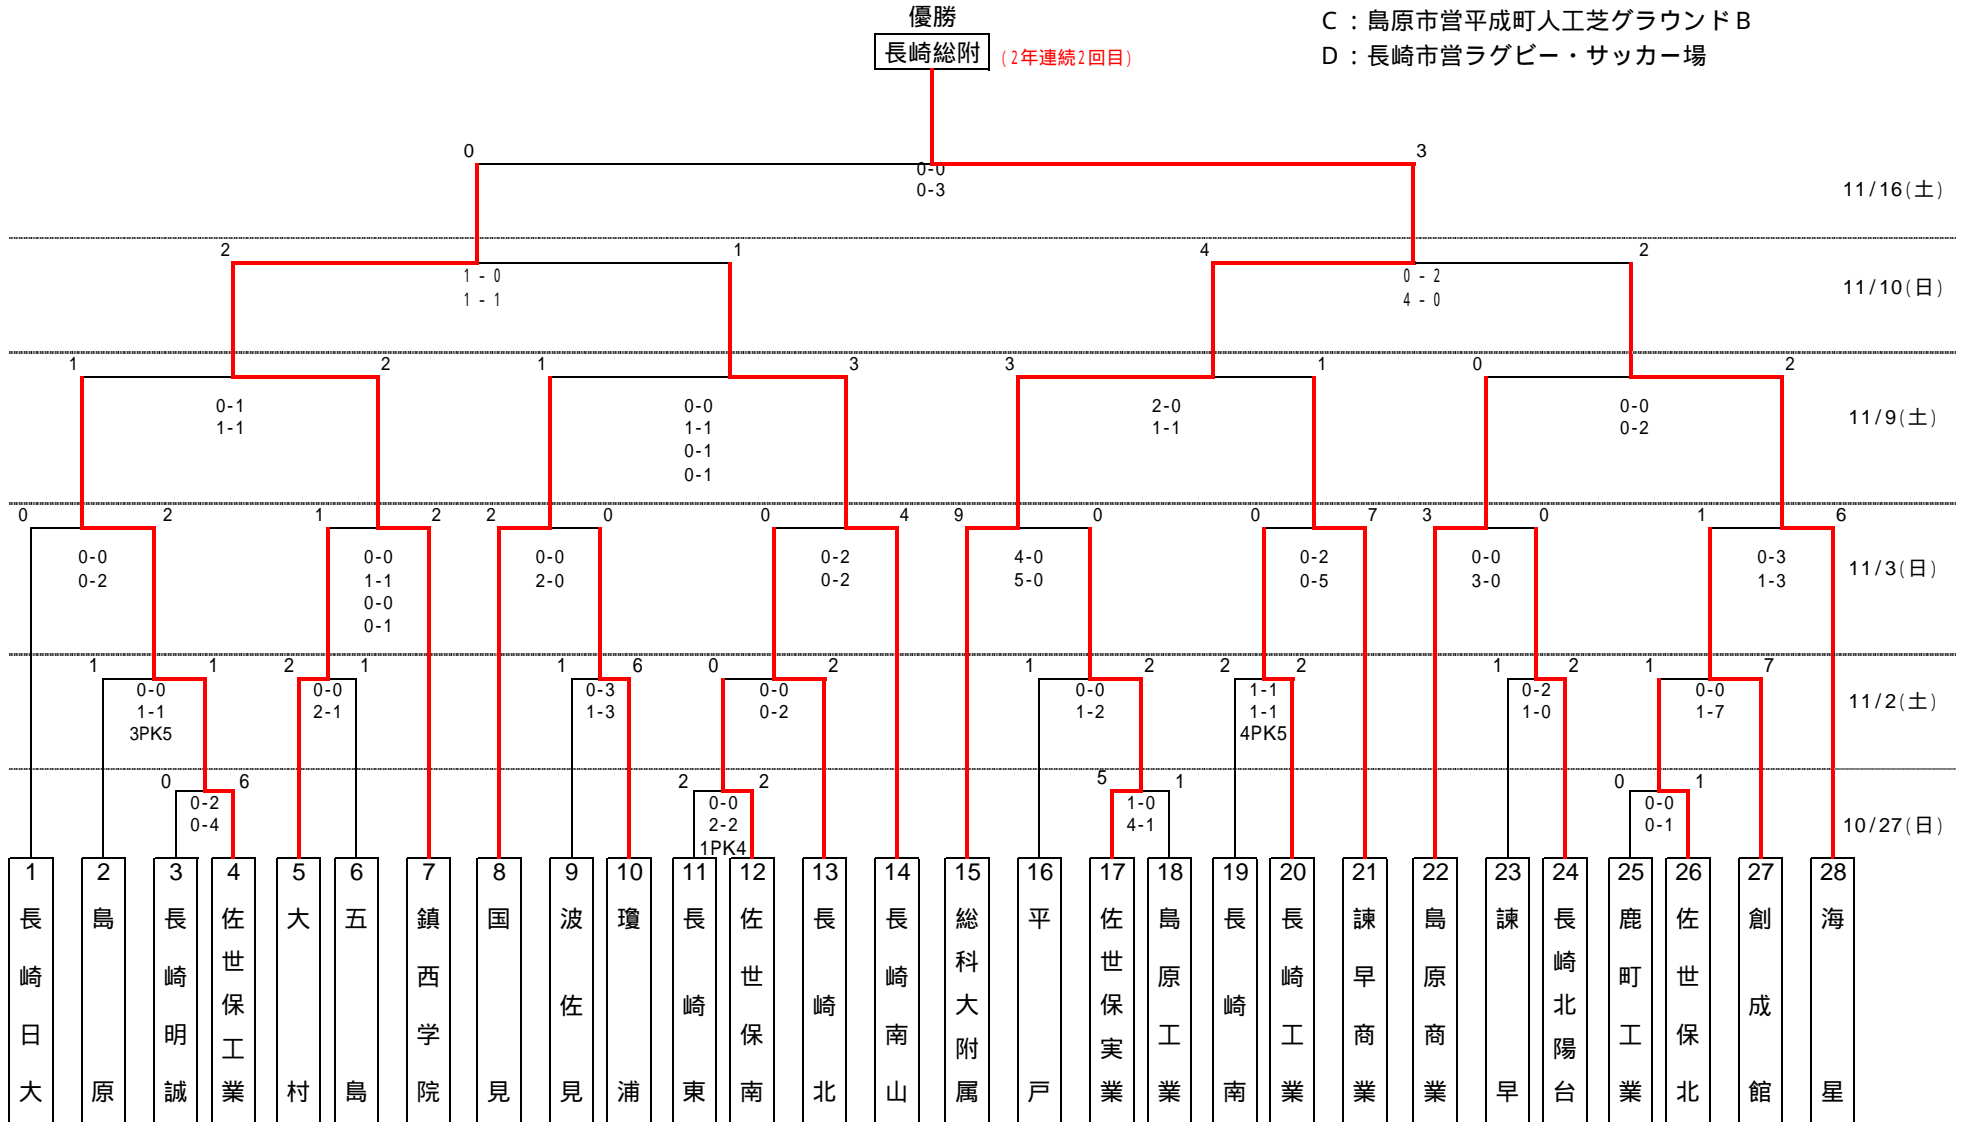 優勝
長崎総附
(2年連続2回目)
C：島原市営平成町人工芝グラウンドB
D：長崎市営ラグビー・サッカー場
0 3
0-0
0-3
11/16(土)
2 1 4 2
1 - 0 0 - 2
1 - 1 4 - 0
11/10(日)
1 2 1 3 3 1 0 2
0-1 0-0 2-0 0-0
1-1 1-1 1-1 0-2
0-1
0-1
11/9(土)
0 2 1 2 2 0 0 4 9 0 0 7 3 0 1 6
0-0 0-0 0-0 0-2 4-0 0-2 0-0 0-3
0-2 1-1 2-0 0-2 5-0 0-5 3-0 1-3
0-0
0-1
11/3(日)
1 1 2 1 1 6 0 2 1 2 2 2 1 2 1 7
0-0 0-0 0-3 0-0 0-0 1-1 0-2 0-0
1-1 2-1 1-3 0-2 1-2 1-1 1-0 1-7
3PK5 4PK5
11/2(土)
0 6 2 2 5 1 0 1
0-2 0-0 1-0 0-0
0-4 2-2 4-1 0-1
1PK4
10/27(日)
1 長崎日大
2 島原
3 長崎明誠
4 佐世保工業
5 大村
6 五島
7 鎮西学院
8 国見
9 波佐見
10 瓊浦
11 長崎東
12 佐世保南
13 長崎北
14 長崎南山
15 総科大附属
16 平戸
17 佐世保実業
18 島原工業
19 長崎南
20 長崎工業
21 諫早商業
22 島原商業
23 諫早
24 長崎北陽台
25 鹿町工業
26 佐世保北
27 創成館
28 海星